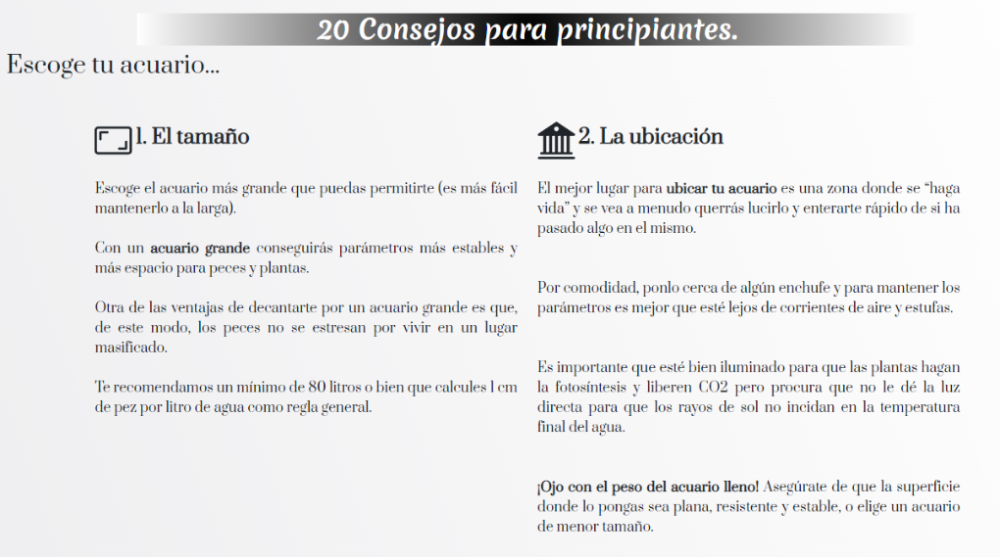 20 Consejos para principiantes.
Escoge tu acuario...
1. El tamaño
Escoge el acuario más grande que puedas permitirte (es más fácil
mantenerlo a la larga).
Con un acuario grande conseguirás parámetros más estables y
más espacio para peces y plantas.
Otra de las ventajas de decantarte por un acuario grande es que,
de este modo, los peces no se estresan por vivir en un lugar
masificado.
Te recomendamos un mínimo de 80 litros o bien que calcules 1 cm
de pez por litro de agua como regla general.
2. La ubicación
El mejor lugar para ubicar tu acuario es una zona donde se “haga
vida” y se vea a menudo querrás lucirlo y enterarte rápido de si ha
pasado algo en el mismo.
Por comodidad, ponlo cerca de algún enchufe y para mantener los
parámetros es mejor que esté lejos de corrientes de aire y estufas.
Es importante que esté bien iluminado para que las plantas hagan
la fotosíntesis y liberen CO2 pero procura que no le dé la luz
directa para que los rayos de sol no incidan en la temperatura
final del agua.
¡Ojo con el peso del acuario lleno! Asegúrate de que la superficie
donde lo pongas sea plana, resistente y estable, o elige un acuario
de menor tamaño.